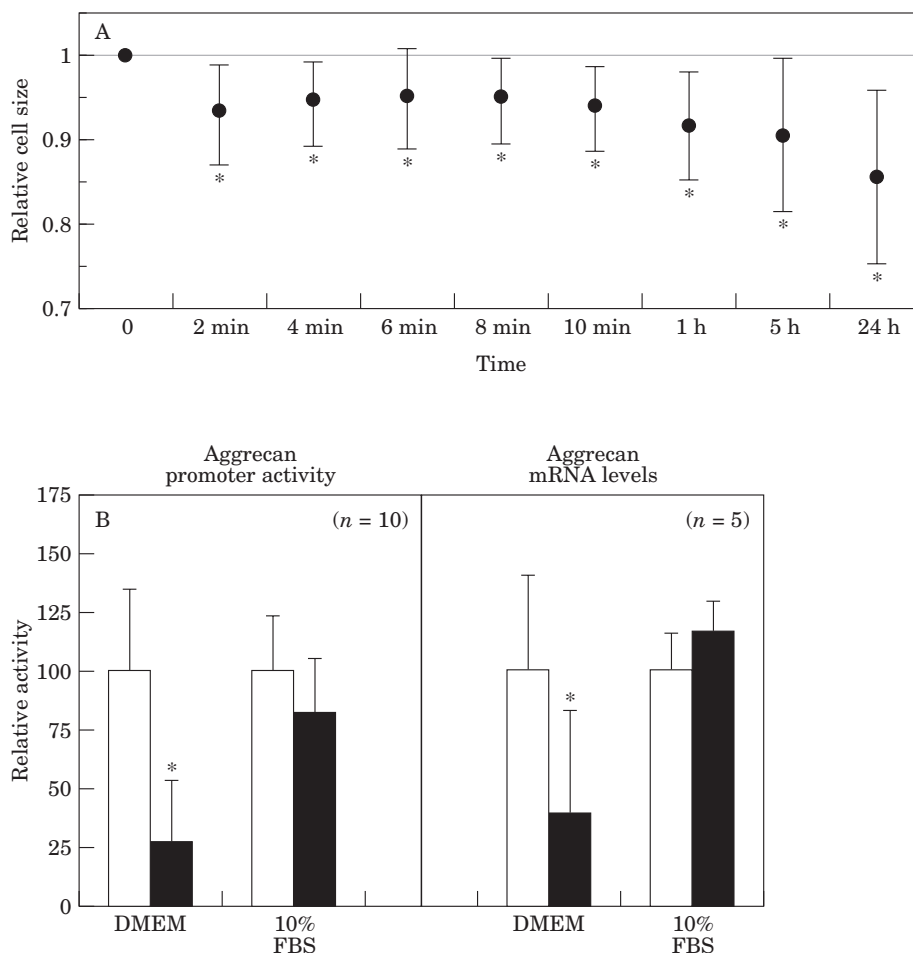 A
1
0.9
0.8
0.7
Relative cell size
* * * * * * * *
0 2 min 4 min 6 min 8 min 10 min 1 h 5 h 24 h
Time
Aggrecan
promoter activity
Aggrecan
mRNA levels
B
(n = 10)
(n = 5)
175
150
125
100
75
50
25
0
Relative activity
*
*
DMEM
10%
FBS
DMEM
10%
FBS